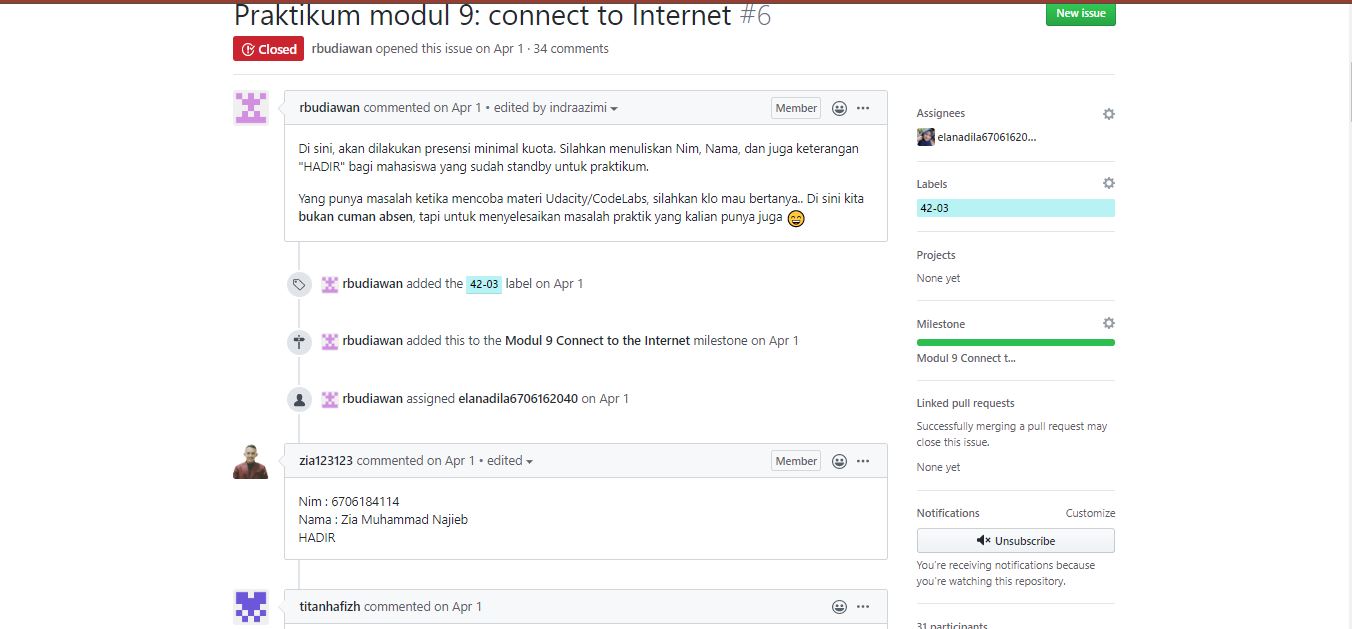 Praktikum modul 9: connect to Internet #6
New issue
Closed rbudiawan opened this issue on Apr 1 · 34 comments
rbudiawan commented on Apr 1 • edited by indraazimi
Member
Di sini, akan dilakukan presensi minimal kuota. Silahkan menuliskan Nim, Nama, dan juga keterangan
"HADIR" bagi mahasiswa yang sudah standby untuk praktikum.
Yang punya masalah ketika mencoba materi Udacity/CodeLabs, silahkan klo mau bertanya.. Di sini kita
bukan cuman absen, tapi untuk menyelesaikan masalah praktik yang kalian punya juga
rbudiawan added the 42-03 label on Apr 1
rbudiawan added this to the Modul 9 Connect to the Internet milestone on Apr 1
rbudiawan assigned elanadila6706162040 on Apr 1
zia123123 commented on Apr 1 • edited
Member
Nim : 6706184114
Nama : Zia Muhammad Najieb
HADIR
titanhafizh commented on Apr 1
Assignees
elanadila67061620...
Labels
42-03
Projects
None yet
Milestone
Modul 9 Connect t...
Linked pull requests
Successfully merging a pull request may
close this issue.
None yet
Notifications
Customize
Unsubscribe
You're receiving notifications because
you're watching this repository.
31 participants